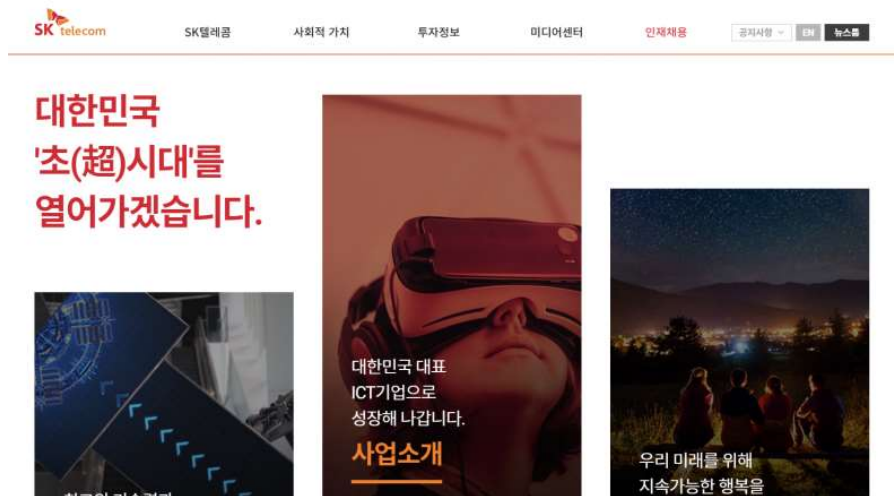 SK telecom
SK텔레콤
사회적 가치
투자정보
미디어센터
인재채용
공지사항
EN
뉴스룸
대한민국
'초(超)시대'를
열어가겠습니다.
대한민국 대표
ICT기업으로
성장해 나갑니다.
사업소개
우리 미래를 위해
지속가능한 행복을